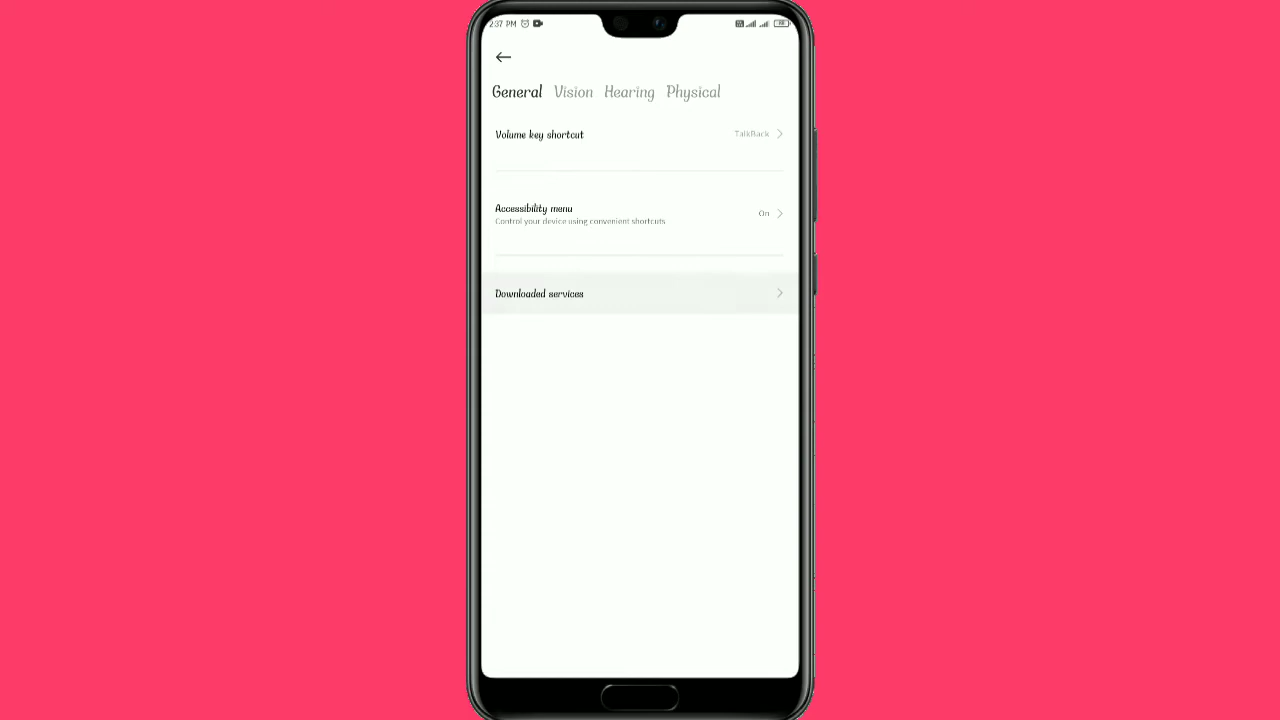 2:37 PM
General Vision Hearing Physical
Volume key shortcut TalkBack
Accessibility menu On
Control your device using convenient shortcuts
Downloaded services